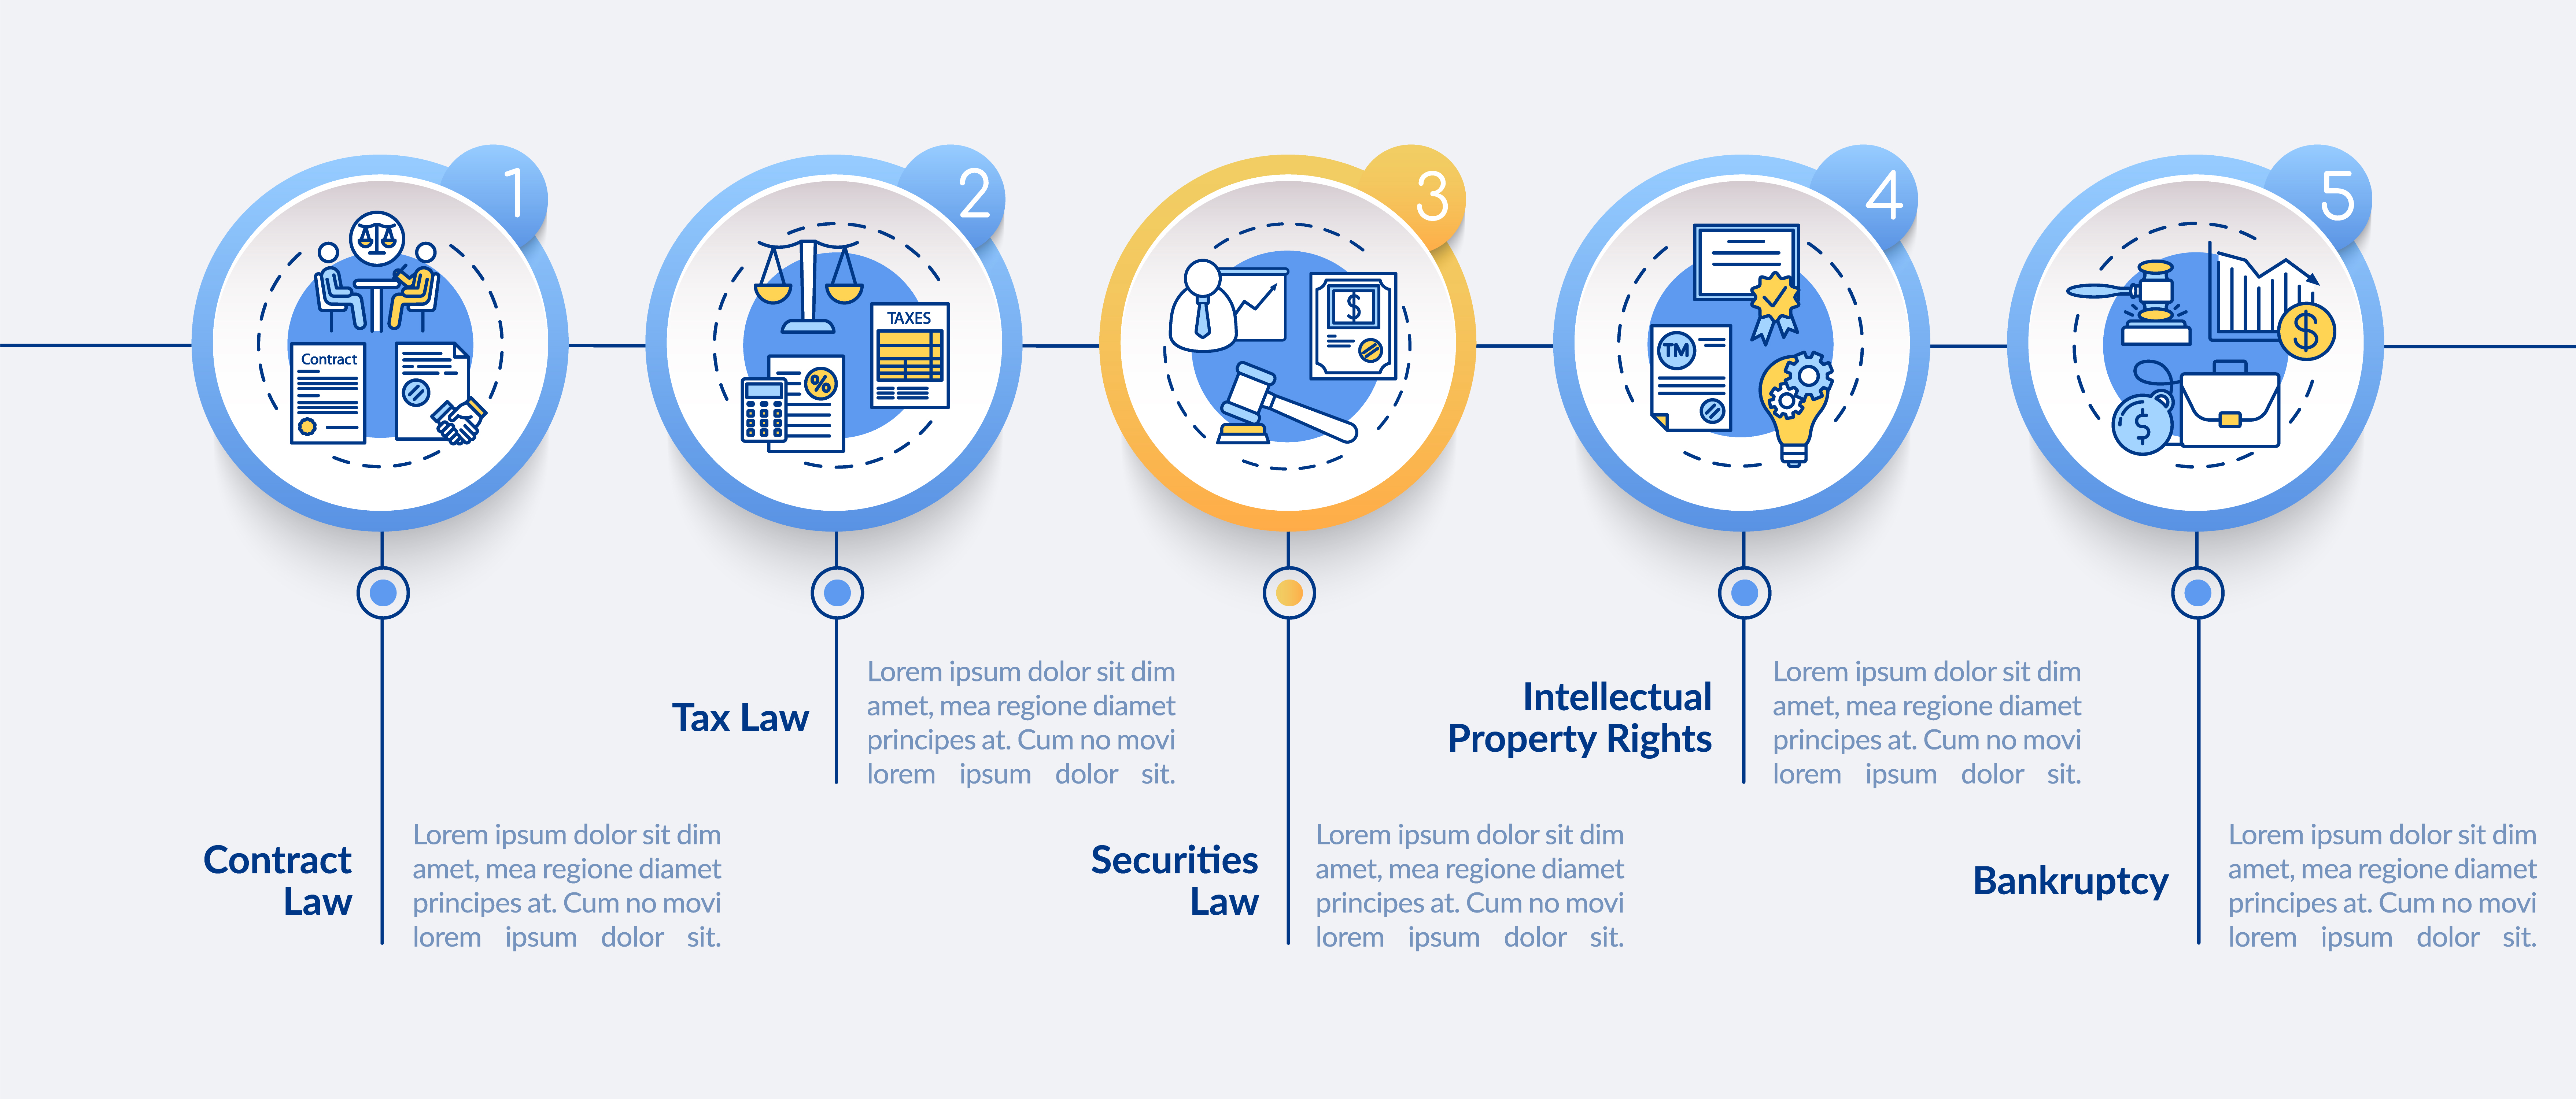 1
Contract
Contract
Law
Lorem ipsum dolor sit dim
amet, mea regione diamet
principes at. Cum no movi
lorem ipsum dolor sit.
2
TAXES
%
Tax Law
Lorem ipsum dolor sit dim
amet, mea regione diamet
principes at. Cum no movi
lorem ipsum dolor sit.
3
$
Securities
Law
Lorem ipsum dolor sit dim
amet, mea regione diamet
principes at. Cum no movi
lorem ipsum dolor sit.
4
TM
Intellectual
Property Rights
Lorem ipsum dolor sit dim
amet, mea regione diamet
principes at. Cum no movi
lorem ipsum dolor sit.
5
$
$
Bankruptcy
Lorem ipsum dolor sit dim
amet, mea regione diamet
principes at. Cum no movi
lorem ipsum dolor sit.